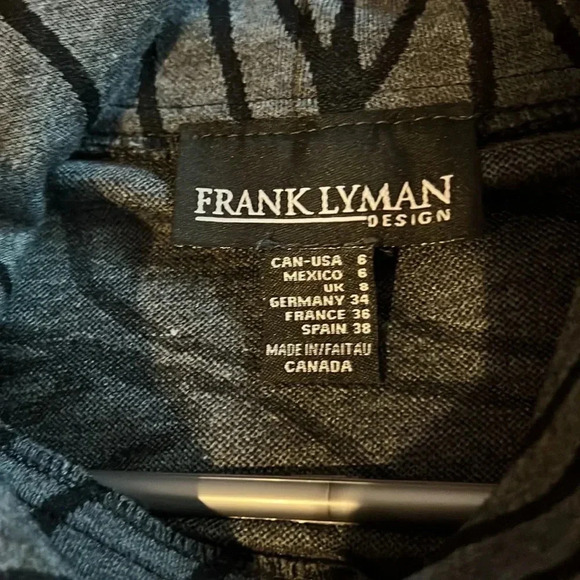 FRANK LYMAN
DESIGN
CAN-USA 6
MEXICO 6
UK 8
GERMANY 34
FRANCE 36
SPAIN 38
MADE IN/FAIT AU
CANADA